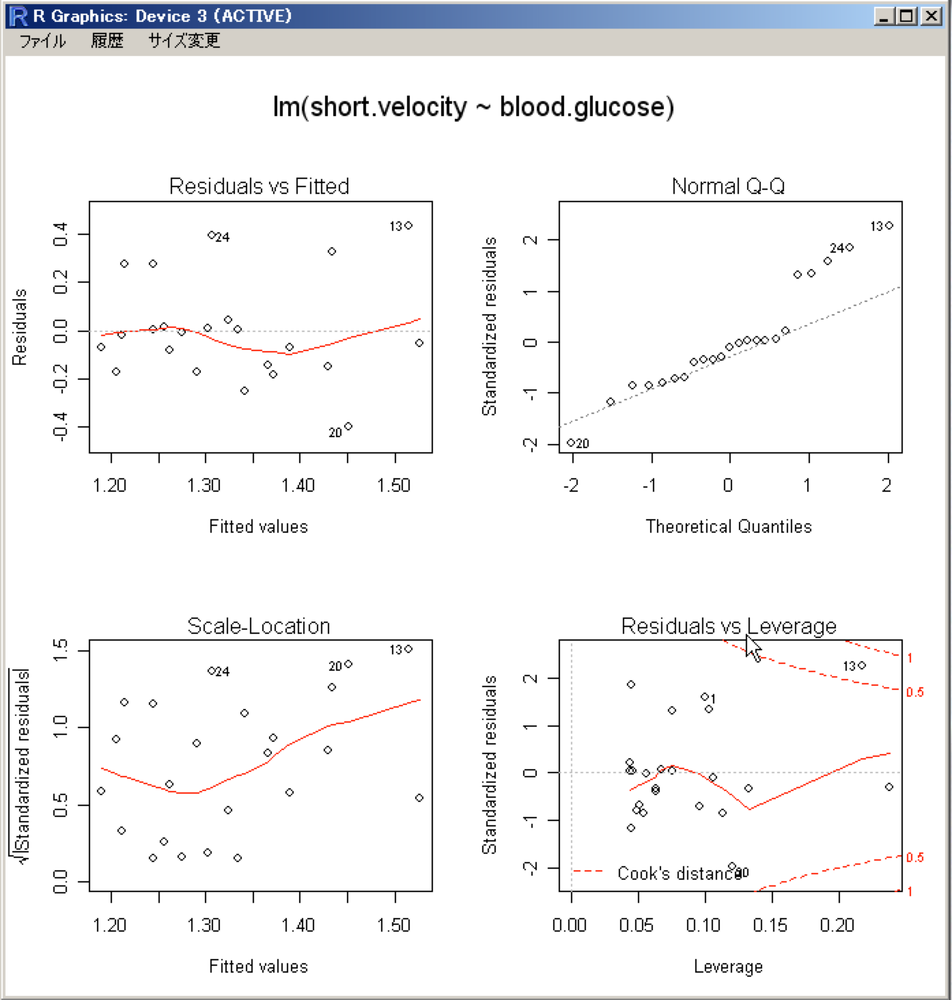 R Graphics: Device 3 (ACTIVE)
ファイル 履歴 サイズ変更
lm(short.velocity ~ blood.glucose)
Residuals vs Fitted
Residuals
0.4
0.2
0.0
-0.2
-0.4
24
13
20
1.20 1.30 1.40 1.50
Fitted values
Normal Q-Q
Standardized residuals
2
1
0
-1
-2
13
24
20
-2 -1 0 1 2
Theoretical Quantiles
Scale-Location
√|Standardized residuals|
1.5
1.0
0.5
0.0
13
20
24
1.20 1.30 1.40 1.50
Fitted values
Residuals vs Leverage
Standardized residuals
2
1
0
-1
-2
13
1
20
1
0.5
0.5
1
Cook's distance
0.00 0.05 0.10 0.15 0.20
Leverage